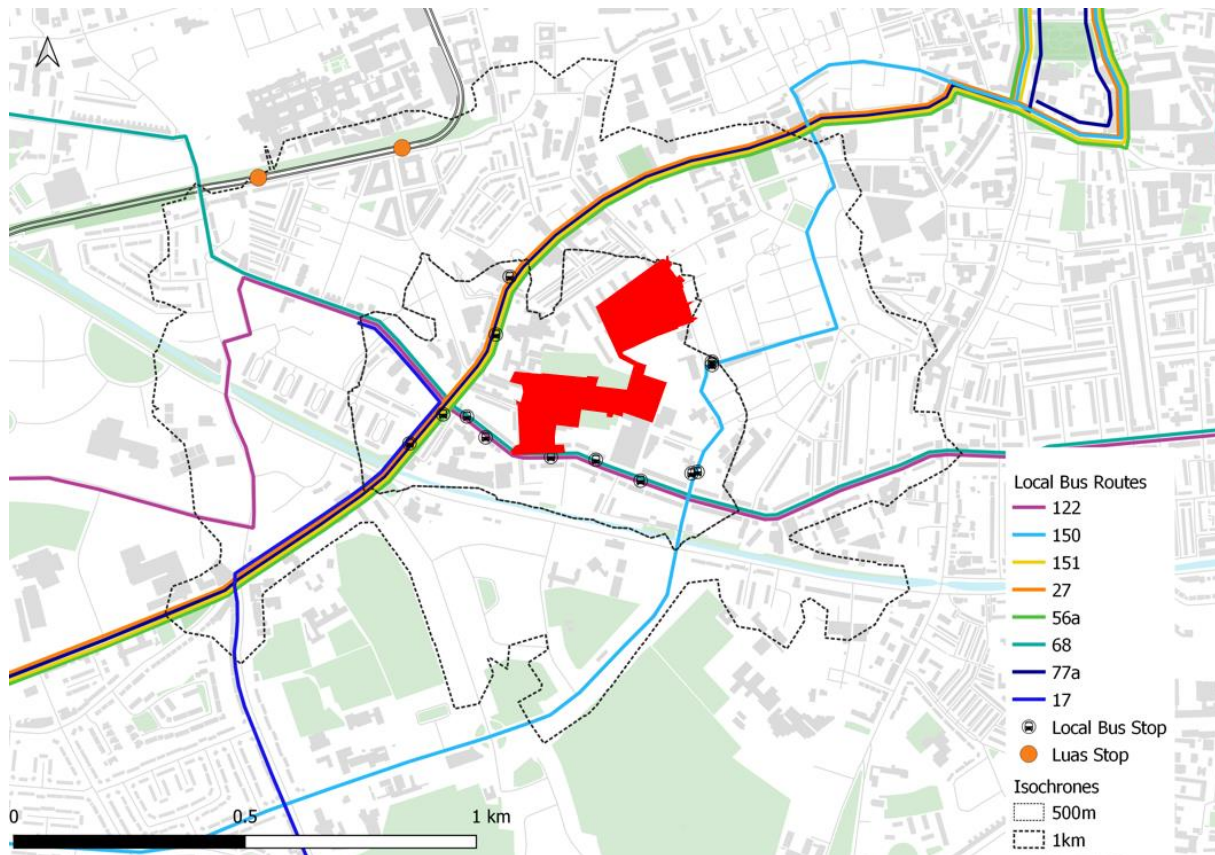 Local Bus Routes
122
150
151
27
56a
68
77a
17
Local Bus Stop
Luas Stop
Isochrones
500m
1km
0 0.5 1 km